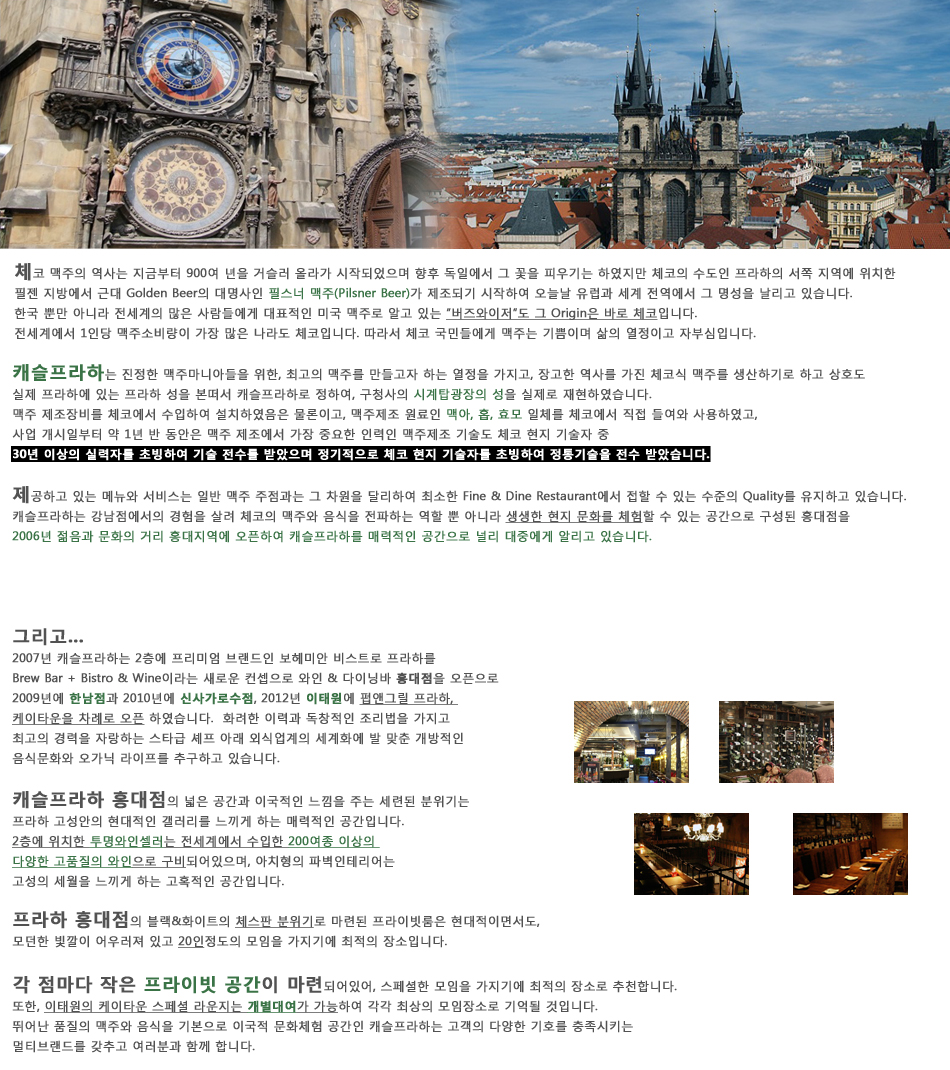 체코 맥주의 역사는 지금부터 900여 년을 거슬러 올라가 시작되었으며 향후 독일에서 그 꽃을 피우기는 하였지만 체코의 수도인 프라하의 서쪽 지역에 위치한
필젠 지방에서 근대 Golden Beer의 대명사인 필스너 맥주(Pilsner Beer)가 제조되기 시작하여 오늘날 유럽과 세계 전역에서 그 명성을 날리고 있습니다.
한국 뿐만 아니라 전세계의 많은 사람들에게 대표적인 미국 맥주로 알고 있는 "버즈와이저"도 그 Origin은 바로 체코입니다.
전세계에서 1인당 맥주소비량이 가장 많은 나라도 체코입니다. 따라서 체코 국민들에게 맥주는 기쁨이며 삶의 열정이고 자부심입니다.
캐슬프라하는 진정한 맥주마니아들을 위한, 최고의 맥주를 만들고자 하는 열정을 가지고, 장고한 역사를 가진 체코식 맥주를 생산하기로 하고 상호도
실제 프라하에 있는 프라하 성을 본떠서 캐슬프라하로 정하여, 구청사의 시계탑광장의 성을 실제로 재현하였습니다.
맥주 제조장비를 체코에서 수입하여 설치하였음은 물론이고, 맥주제조 원료인 맥아, 홉, 효모 일체를 체코에서 직접 들여와 사용하였고,
사업 개시일부터 약 1년 반 동안은 맥주 제조에서 가장 중요한 인력인 맥주제조 기술도 체코 현지 기술자 중
30년 이상의 실력자를 초빙하여 기술 전수를 받았으며 정기적으로 체코 현지 기술자를 초빙하여 정통기술을 전수 받았습니다.
제공하고 있는 메뉴와 서비스는 일반 맥주 주점과는 그 차원을 달리하여 최소한 Fine & Dine Restaurant에서 접할 수 있는 수준의 Quality를 유지하고 있습니다.
캐슬프라하는 강남점에서의 경험을 살려 체코의 맥주와 음식을 전파하는 역할 뿐 아니라 생생한 현지 문화를 체험할 수 있는 공간으로 구성된 홍대점을
2006년 젊음과 문화의 거리 홍대지역에 오픈하여 캐슬프라하를 매력적인 공간으로 널리 대중에게 알리고 있습니다.
그리고...
2007년 캐슬프라하는 2층에 프리미엄 브랜드인 보헤미안 비스트로 프라하를
Brew Bar + Bistro & Wine이라는 새로운 컨셉으로 와인 & 다이닝바 홍대점을 오픈으로
2009년에 한남점과 2010년에 신사가로수점, 2012년 이태원에 펍앤그릴 프라하,
케이타운을 차례로 오픈 하였습니다. 화려한 이력과 독창적인 조리법을 가지고
최고의 경력을 자랑하는 스타급 셰프 아래 외식업계의 세계화에 발 맞춘 개방적인
음식문화와 오가닉 라이프를 추구하고 있습니다.
캐슬프라하 홍대점의 넓은 공간과 이국적인 느낌을 주는 세련된 분위기는
프라하 고성안의 현대적인 갤러리를 느끼게 하는 매력적인 공간입니다.
2층에 위치한 투명와인셀러는 전세계에서 수입한 200여종 이상의
다양한 고품질의 와인으로 구비되어있으며, 아치형의 파벽인테리어는
고성의 세월을 느끼게 하는 고혹적인 공간입니다.
프라하 홍대점의 블랙&화이트의 체스판 분위기로 마련된 프라이빗룸은 현대적이면서도,
모던한 빛깔이 어우러져 있고 20인정도의 모임을 가지기에 최적의 장소입니다.
각 점마다 작은 프라이빗 공간이 마련되어있어, 스페셜한 모임을 가지기에 최적의 장소로 추천합니다.
또한, 이태원의 케이타운 스페셜 라운지는 개별대여가 가능하여 각각 최상의 모임장소로 기억될 것입니다.
뛰어난 품질의 맥주와 음식을 기본으로 이국적 문화체험 공간인 캐슬프라하는 고객의 다양한 기호를 충족시키는
멀티브랜드를 갖추고 여러분과 함께 합니다.